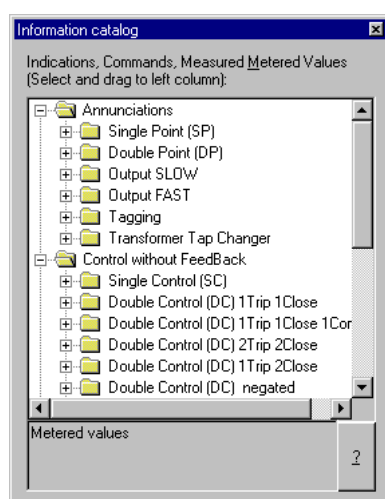 Information catalog
Indications, Commands, Measured Metered Values
(Select and drag to left column):
Annunciations
Single Point (SP)
Double Point (DP)
Output SLOW
Output FAST
Tagging
Transformer Tap Changer
Control without FeedBack
Single Control (SC)
Double Control (DC) 1Trip 1Close
Double Control (DC) 1Trip 1Close 1Cor
Double Control (DC) 2Trip 2Close
Double Control (DC) 1Trip 2Close
Double Control (DC) negated
Metered values
?